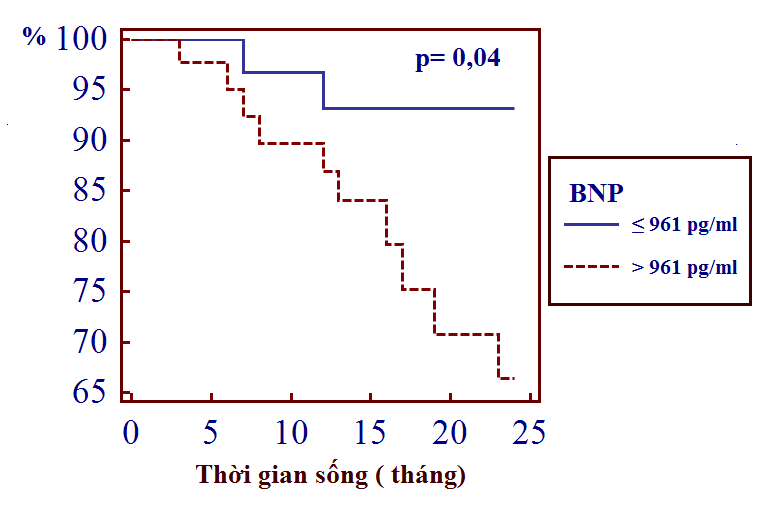 % 100
p= 0,04
95
90
85
80
75
70
65
0 5 10 15 20 25
Thời gian sống ( tháng)
BNP
≤ 961 pg/ml
> 961 pg/ml